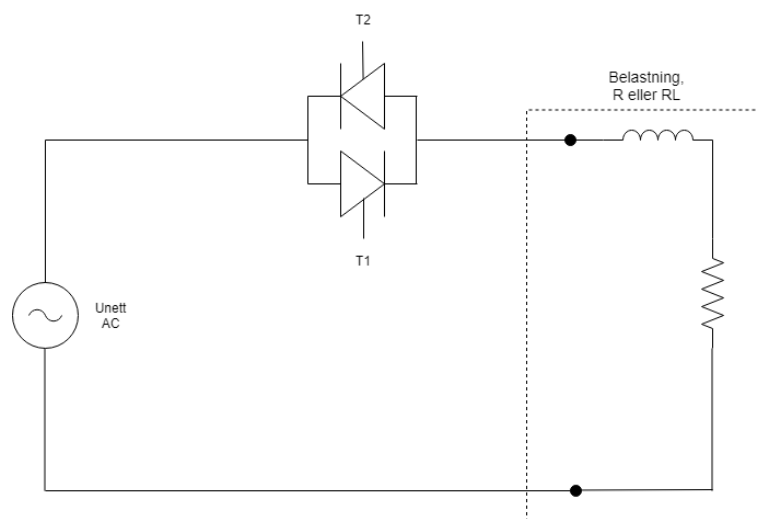 T2
Belastning,
R eller RL
T1
Unett
AC